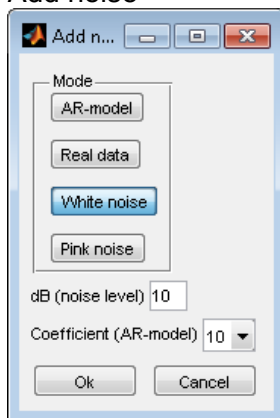 Add noise
Add n...
Mode
AR-model
Real data
White noise
Pink noise
dB (noise level) 10
Coefficient (AR-model) 10
Ok Cancel